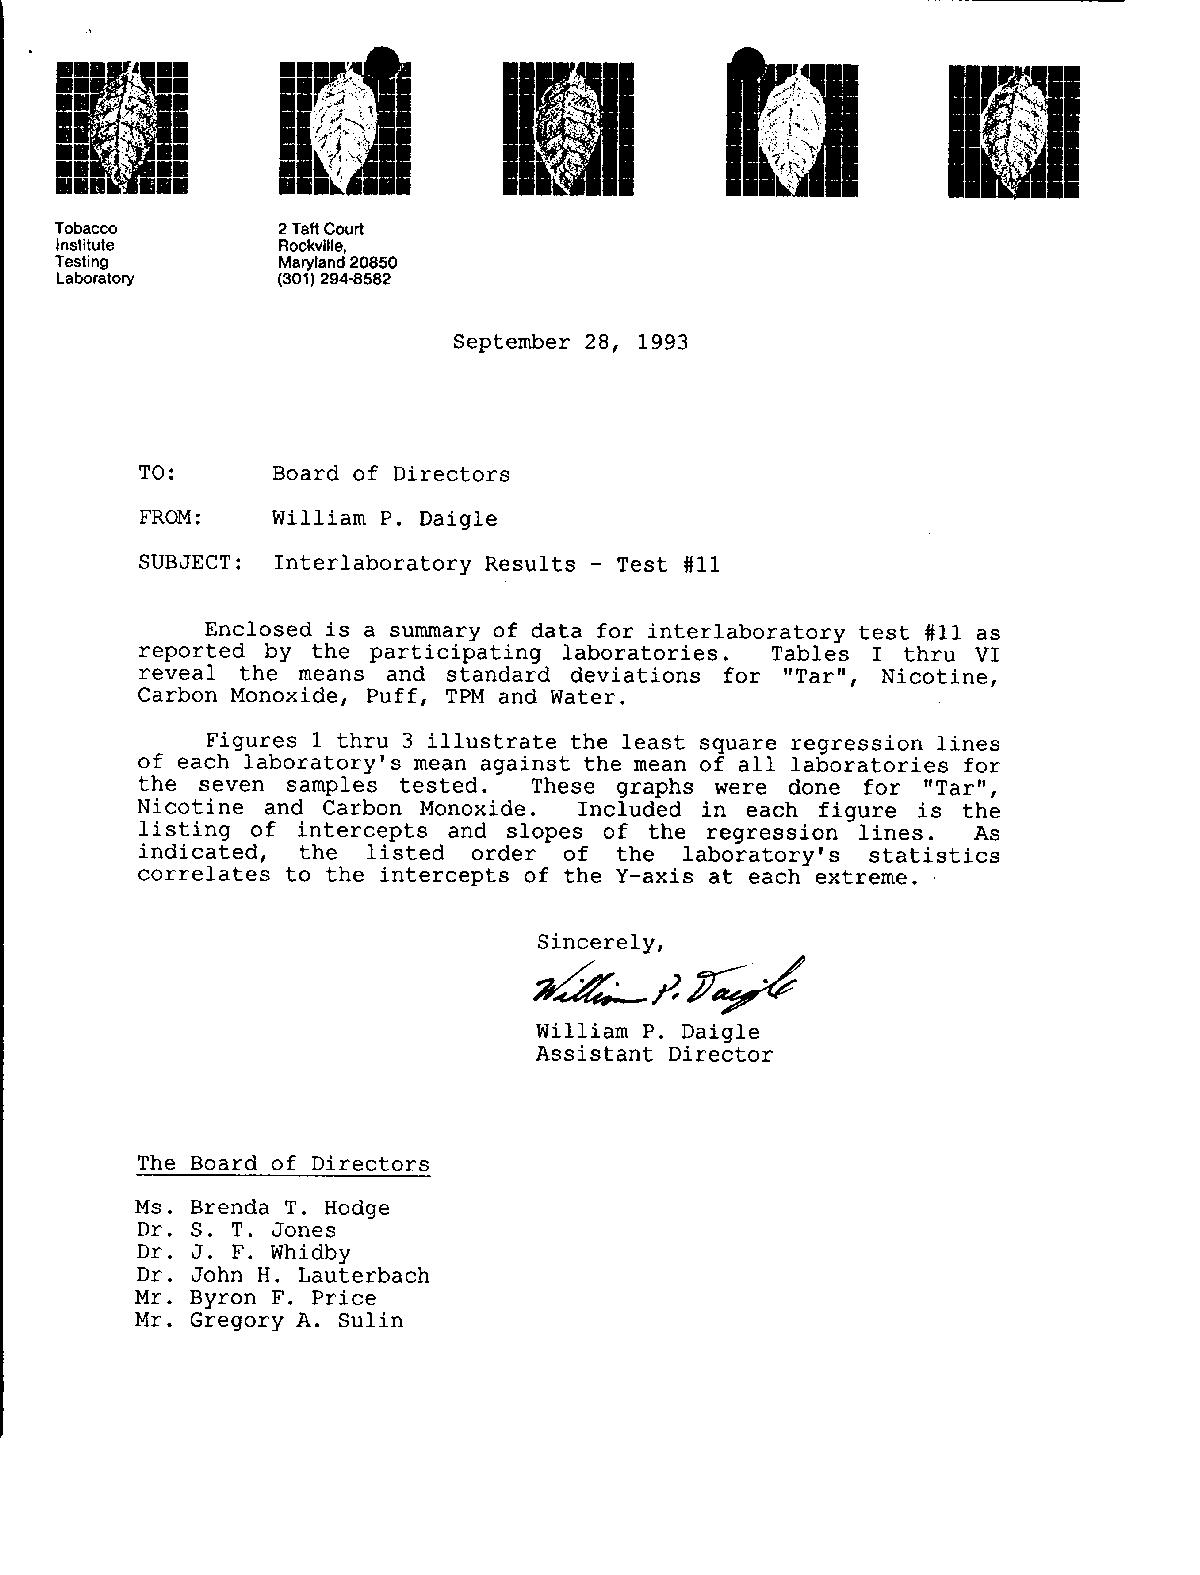 Tobacco
Institute
Testing
Laboratory
2 Taft Court
Rockville,
Maryland 20850
(301) 294-8582
September 28, 1993
TO: Board of Directors
FROM: William P. Daigle
SUBJECT: Interlaboratory Results - Test #11
Enclosed is a summary of data for interlaboratory test #11 as
reported by the participating laboratories. Tables I thru VI
reveal the means and standard deviations for "Tar", Nicotine,
Carbon Monoxide, Puff, TPM and Water.
Figures 1 thru 3 illustrate the least square regression lines
of each laboratory's mean against the mean of all laboratories for
the seven samples tested. These graphs were done for "Tar",
Nicotine and Carbon Monoxide. Included in each figure is the
listing of intercepts and slopes of the regression lines. As
indicated, the listed order of the laboratory's statistics
correlates to the intercepts of the Y-axis at each extreme.
Sincerely,
William P. Daigle
William P. Daigle
Assistant Director
The Board of Directors
Ms. Brenda T. Hodge
Dr. S. T. Jones
Dr. J. F. Whidby
Dr. John H. Lauterbach
Mr. Byron F. Price
Mr. Gregory A. Sulin